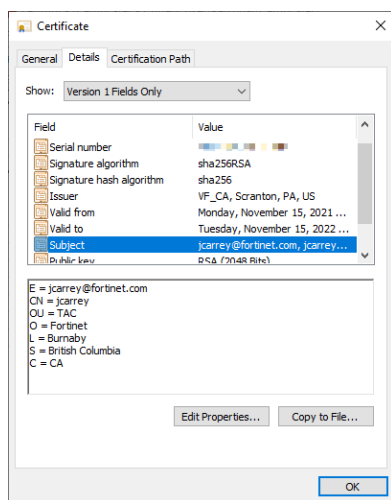 Certificate
General Details Certification Path
Show: Version 1 Fields Only
Field Value
Serial number
Signature algorithm sha256RSA
Signature hash algorithm sha256
Issuer VF_CA, Scranton, PA, US
Valid from Monday, November 15, 2021 ...
Valid to Tuesday, November 15, 2022 ...
Subject jcarrey@fortinet.com, jcarrey...
Public key RSA (2048 Bits)
E = jcarrey@fortinet.com
CN = jcarrey
OU = TAC
O = Fortinet
L = Burnaby
S = British Columbia
C = CA
Edit Properties... Copy to File...
OK